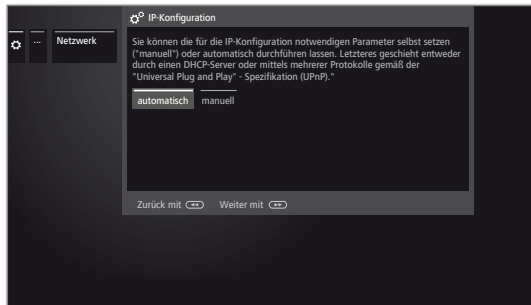 IP-Konfiguration
... Netzwerk
Sie können die für die IP-Konfiguration notwendigen Parameter selbst setzen
("manuell") oder automatisch durchführen lassen. Letzteres geschieht entweder
durch einen DHCP-Server oder mittels mehrerer Protokolle gemäß der
"Universal Plug and Play" - Spezifikation (UPnP)."
automatisch manuell
Zurück mit Weiter mit